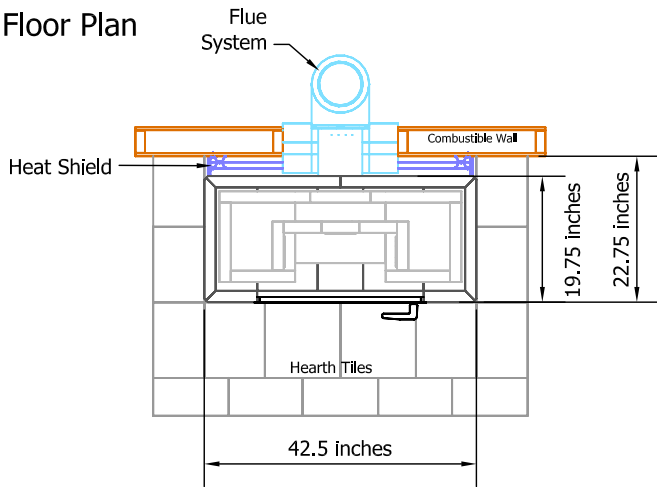 Floor Plan
Flue
System
Combustible Wall
Heat Shield
19.75 inches
22.75 inches
Hearth Tiles
42.5 inches